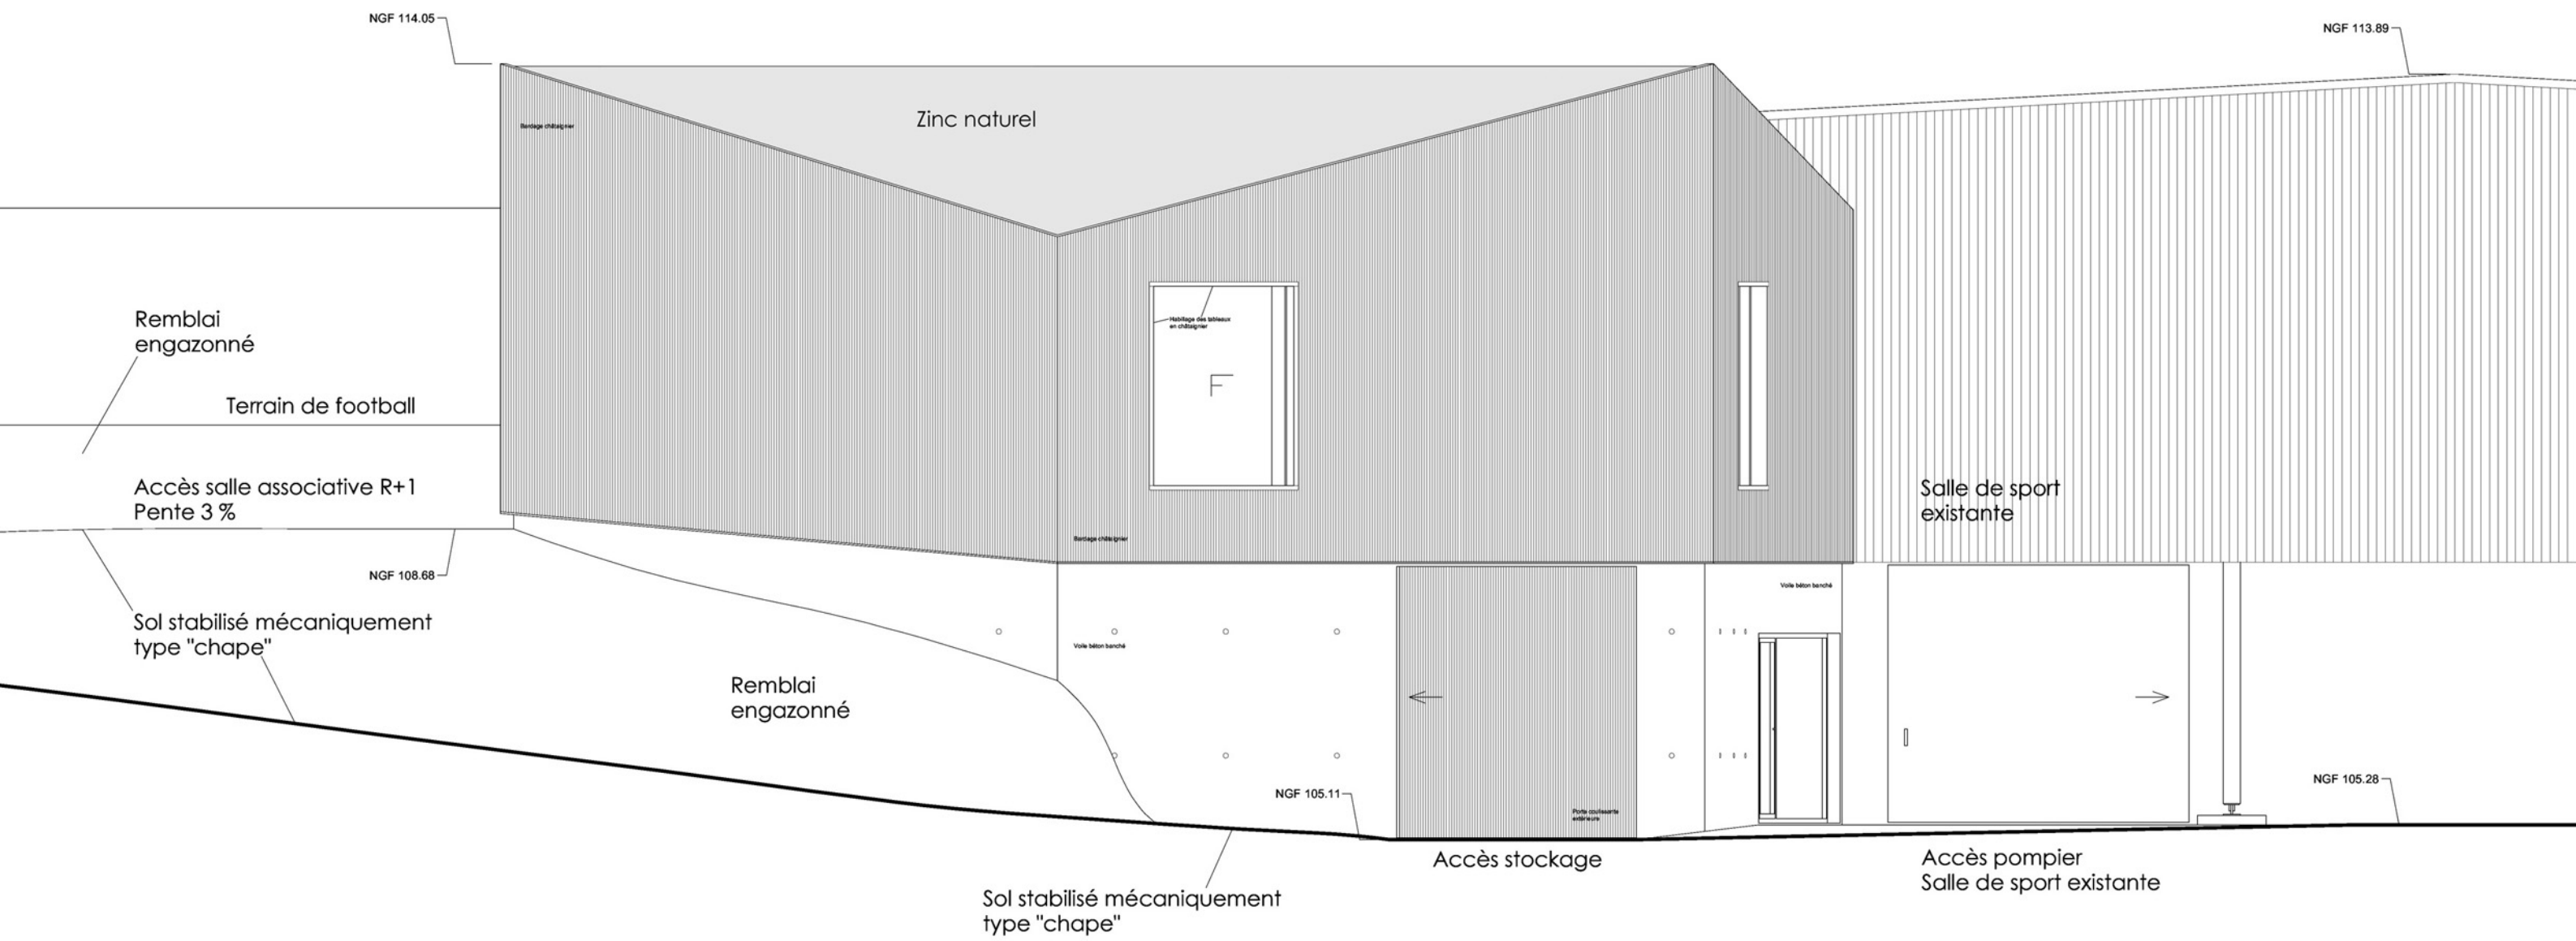 NGF 114.05
NGF 113.89
Zinc naturel
Bardage châtaignier
Remblai
engazonné
Habillage des tableaux
en châtaignier
F
Terrain de football
Accès salle associative R+1
Pente 3 %
Salle de sport
existante
Bardage châtaignier
NGF 108.68
Voile béton banché
Sol stabilisé mécaniquement
type "chape"
Voile béton banché
Remblai
engazonné
NGF 105.28
NGF 105.11
Porte coulissante
extérieure
Accès stockage
Accès pompier
Salle de sport existante
Sol stabilisé mécaniquement
type "chape"